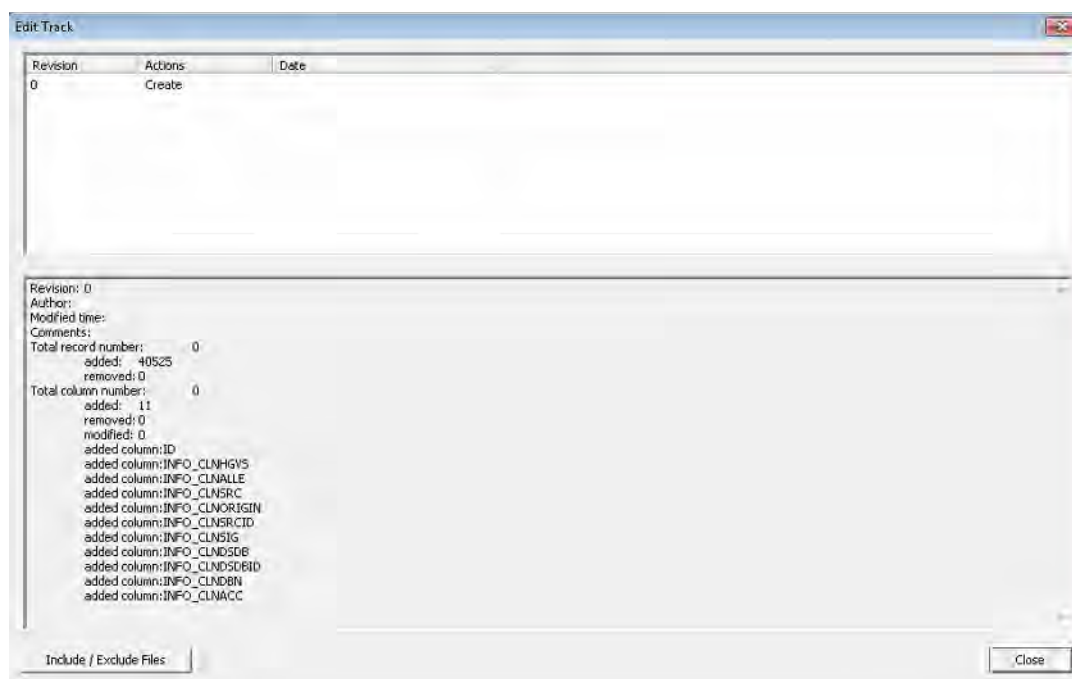 Edit Track
Revision Actions Date
0 Create
Revision: 0
Author:
Modified time:
Comments:
Total record number: 0
added: 40525
removed: 0
Total column number: 0
added: 11
removed: 0
modified: 0
added column:ID
added column:INFO_CLNHGVS
added column:INFO_CLNALLE
added column:INFO_CLNSRC
added column:INFO_CLNORIGIN
added column:INFO_CLNSRCID
added column:INFO_CLNSIG
added column:INFO_CLNDSDB
added column:INFO_CLNDSDBID
added column:INFO_CLNDBN
added column:INFO_CLNACC
Include / Exclude Files Close